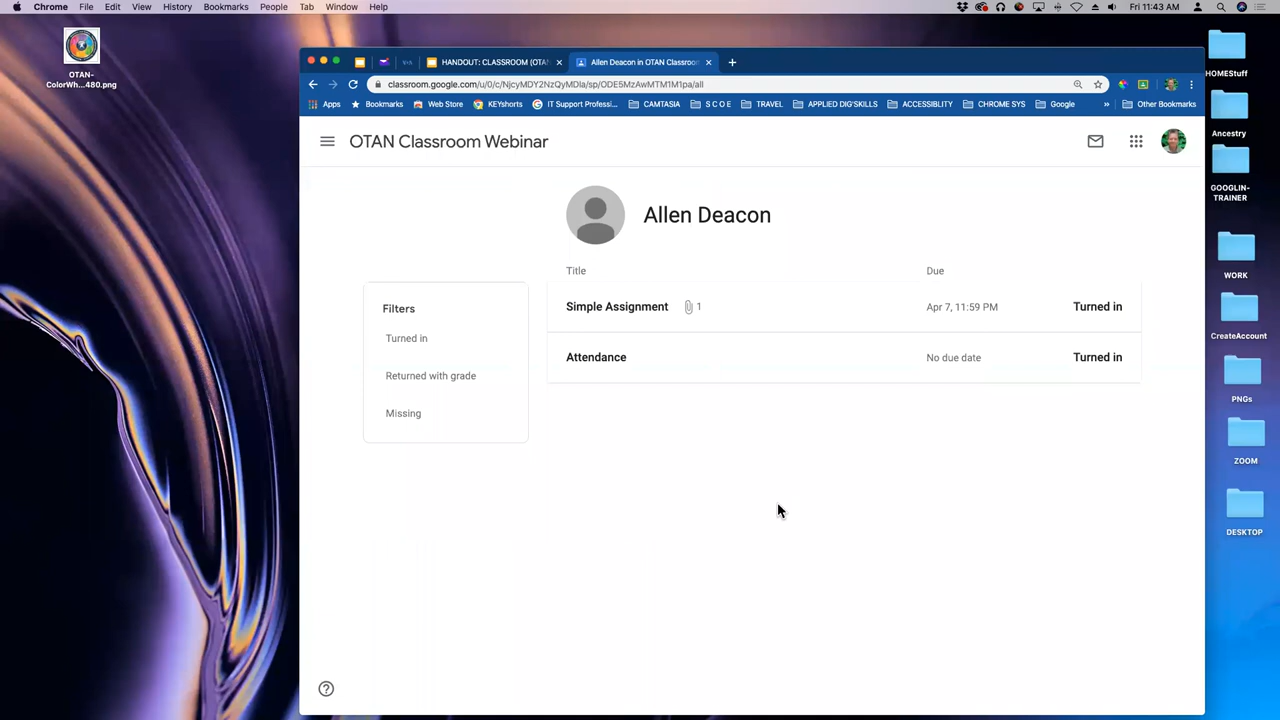 Chrome File Edit View History Bookmarks People Tab Window Help Fri 11:43 AM
OTAN-
ColorWh...480.png
HANDOUT: CLASSROOM (OTAN
Allen Deacon in OTAN Classroom
classroom.google.com/u/0/c/NjcyMDY2NzQyMDla/sp/ODE5MzAwMTM1M1pa/all
Apps Bookmarks Web Store KEYshorts IT Support Professi... CAMTASIA S C O E TRAVEL APPLIED DIG'SKILLS ACCESSIBLITY CHROME SYS Google » Other Bookmarks
OTAN Classroom Webinar
Allen Deacon
Title Due
Filters
Turned in
Returned with grade
Missing
Simple Assignment 1 Apr 7, 11:59 PM Turned in
Attendance No due date Turned in
HOMEStuff
Ancestry
GOOGLIN-
TRAINER
WORK
CreateAccount
PNGs
ZOOM
DESKTOP